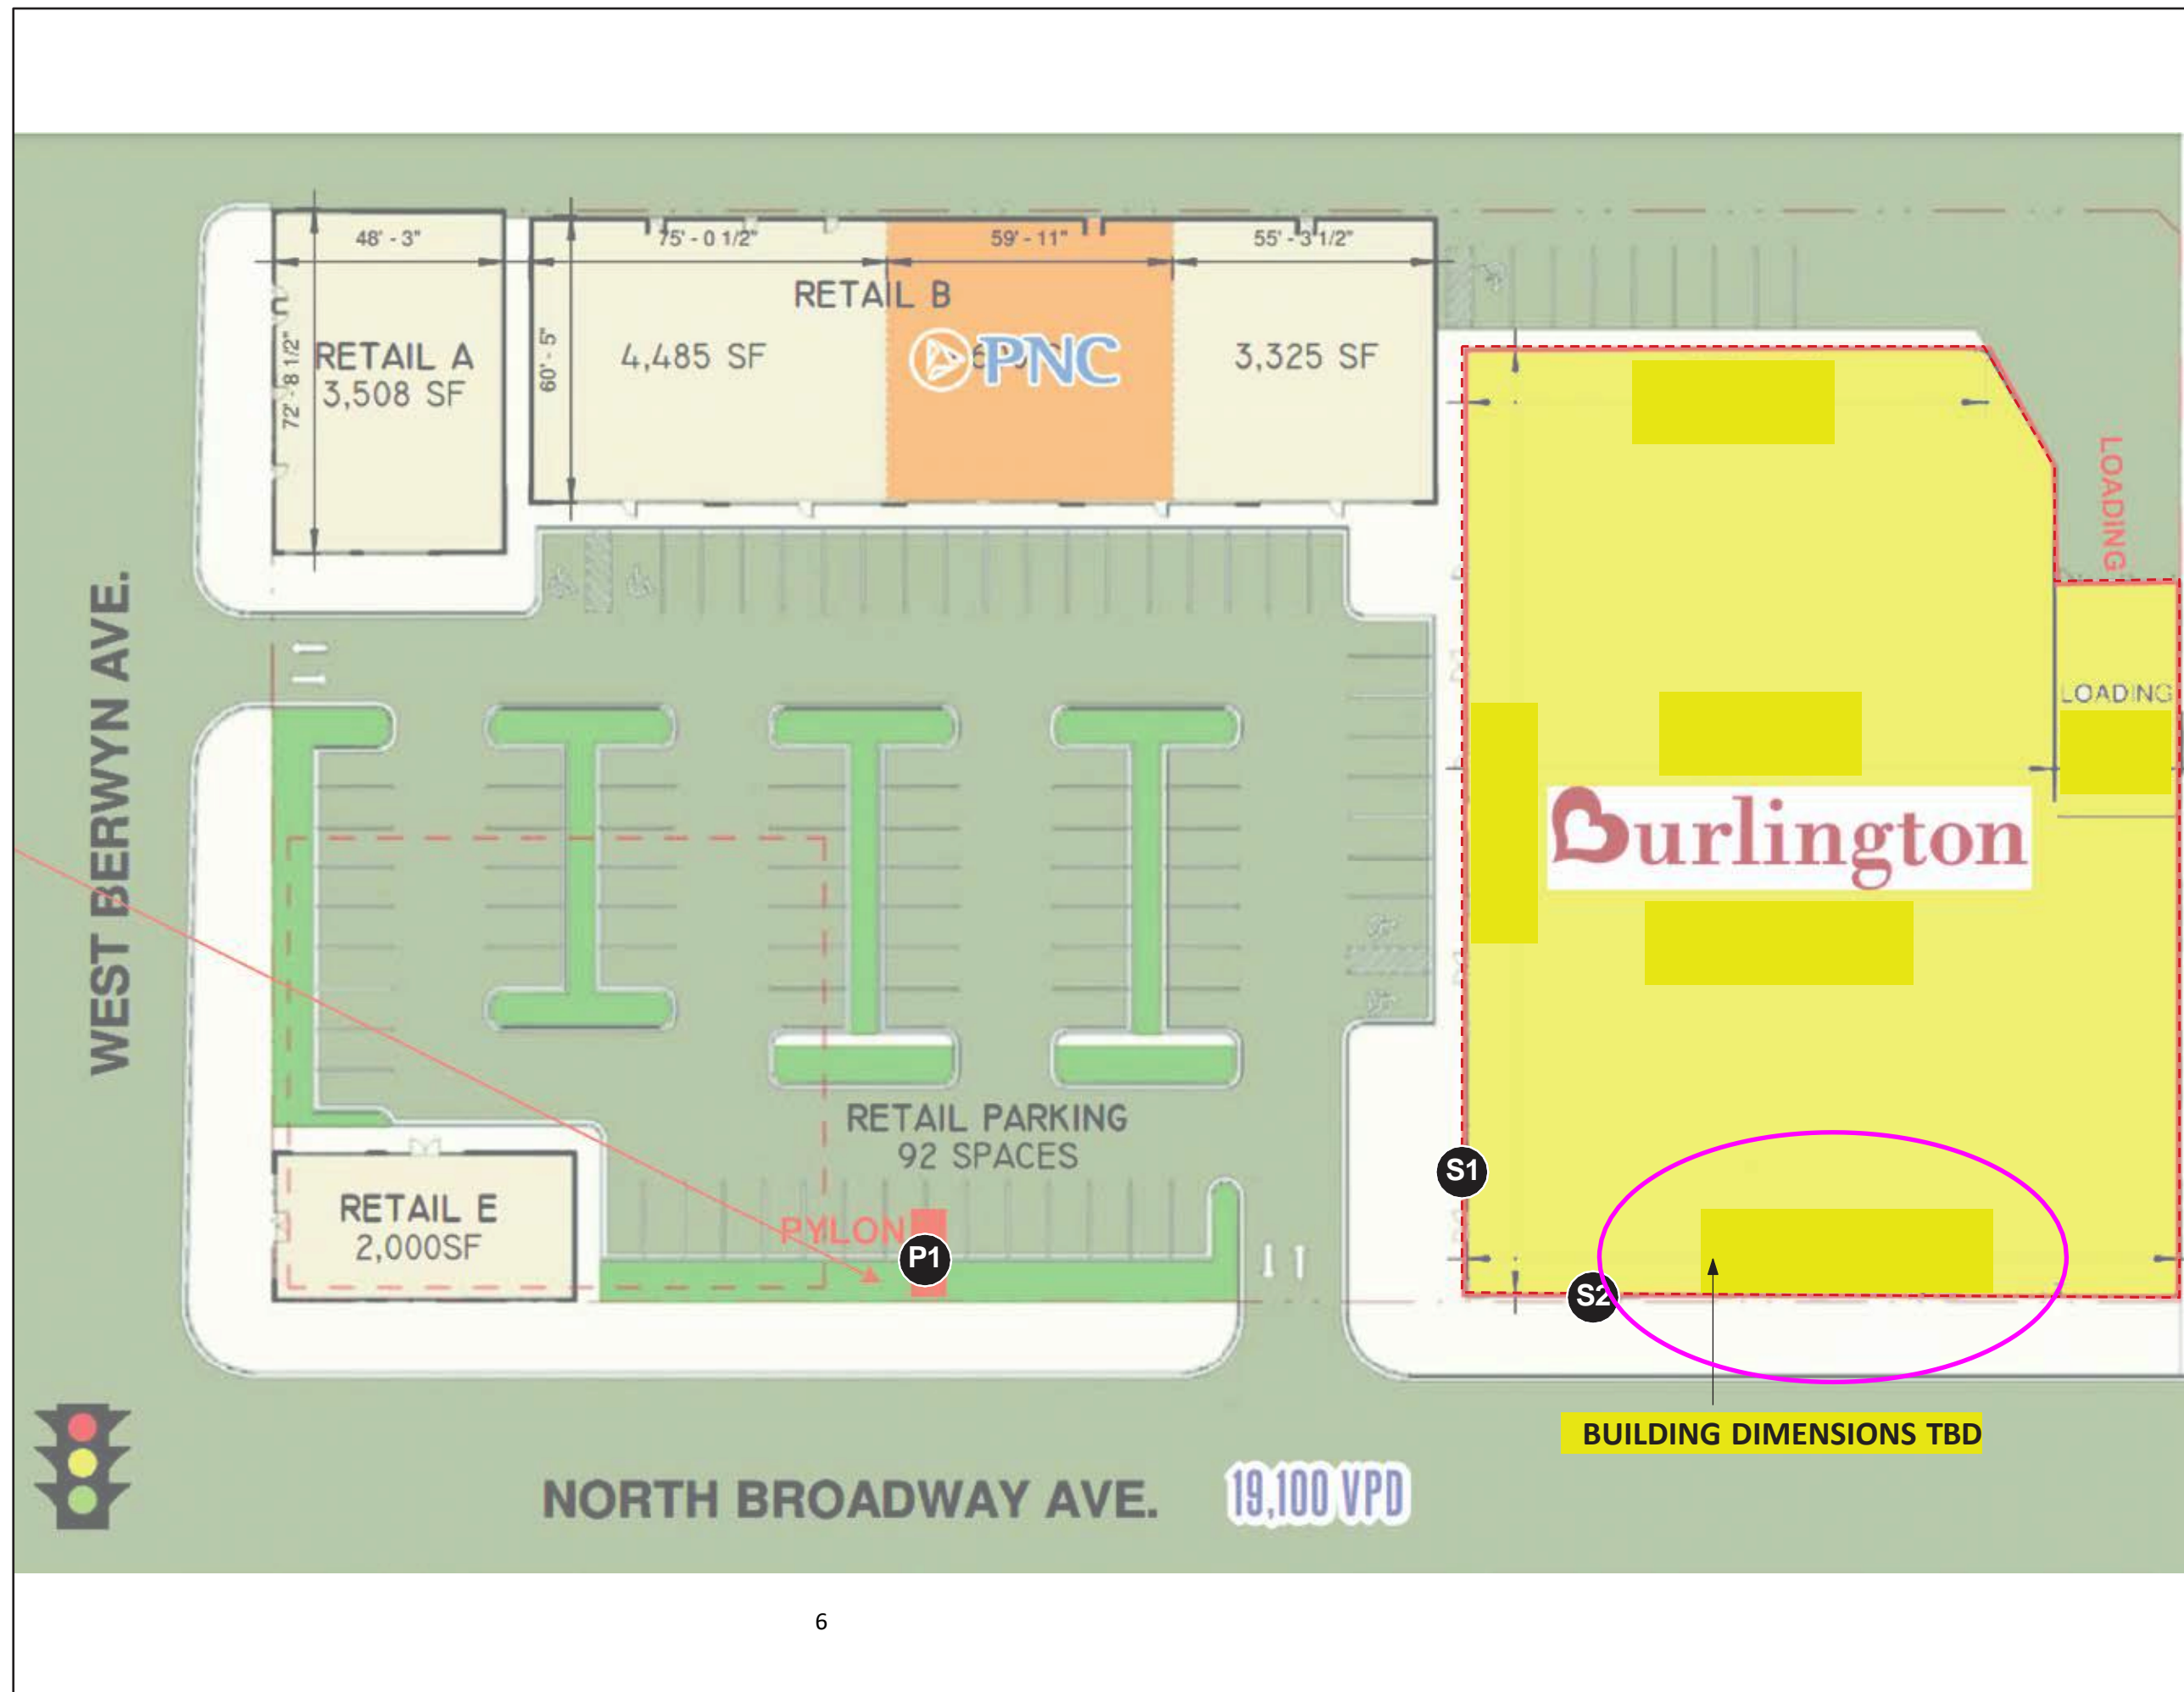 48' - 3"
75' - 0 1/2"
59' - 11"
55' - 3 1/2"
RETAIL B
72' - 8 1/2"
RETAIL A
3,508 SF
60' - 5"
4,485 SF
PNC
3,325 SF
LOADING
LOADING
WEST BERWYN AVE.
Burlington
RETAIL PARKING
92 SPACES
S1
RETAIL E
2,000SF
PYLON
P1
S2
BUILDING DIMENSIONS TBD
NORTH BROADWAY AVE.
19,100 VPD
6